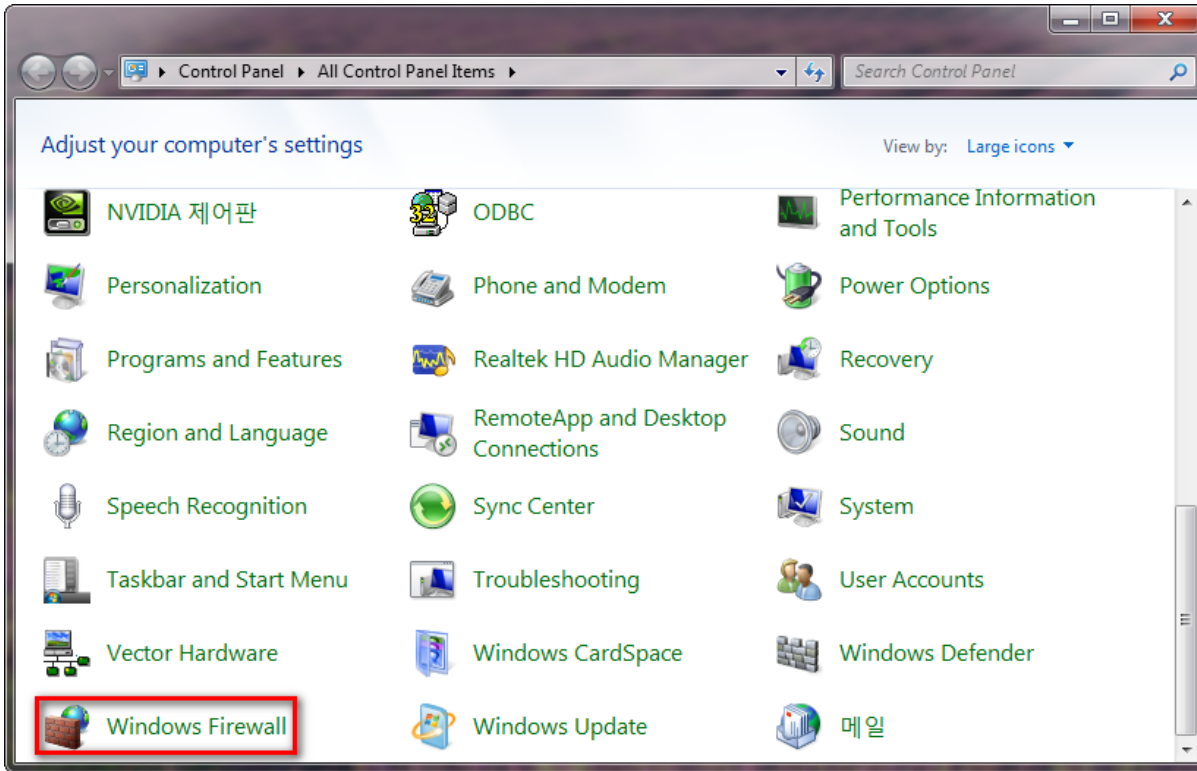 Control Panel ▸ All Control Panel Items ▸
Search Control Panel
Adjust your computer's settings
View by: Large icons
NVIDIA 제어판
ODBC
Performance Information
and Tools
Personalization
Phone and Modem
Power Options
Programs and Features
Realtek HD Audio Manager
Recovery
Region and Language
RemoteApp and Desktop
Connections
Sound
Speech Recognition
Sync Center
System
Taskbar and Start Menu
Troubleshooting
User Accounts
Vector Hardware
Windows CardSpace
Windows Defender
Windows Firewall
Windows Update
메일
32